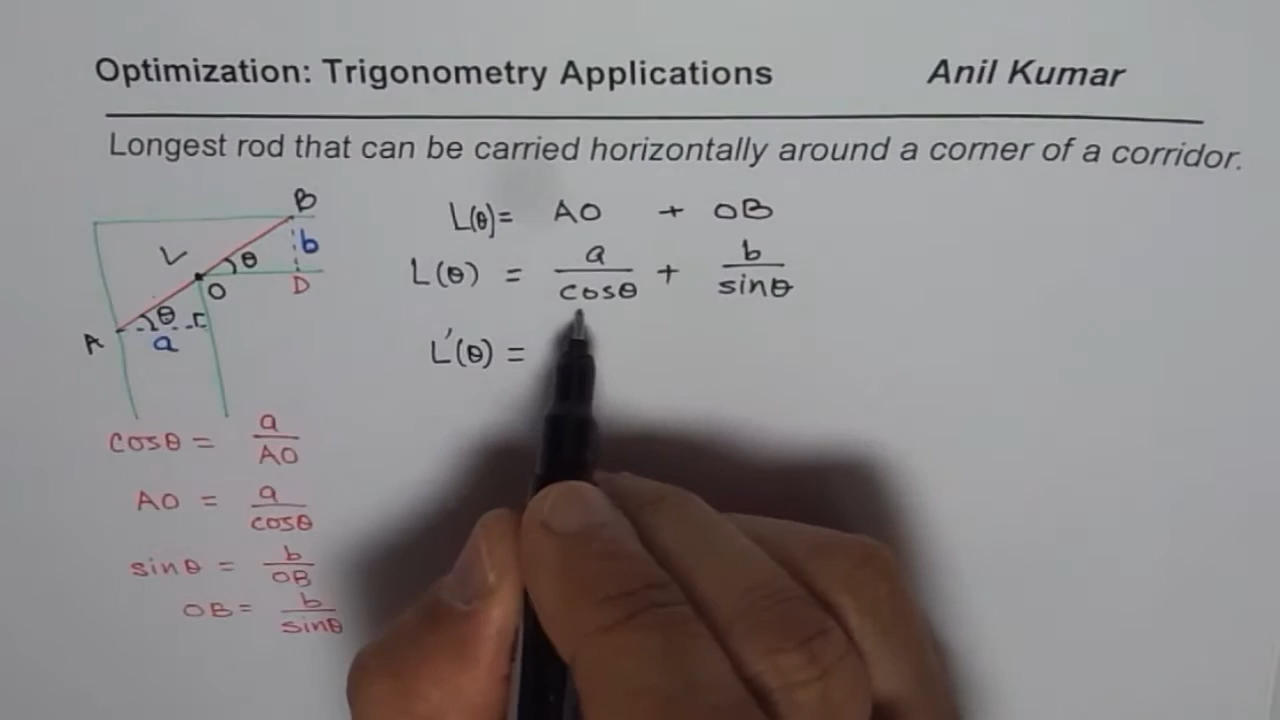 Optimization: Trigonometry Applications Anil Kumar
Longest rod that can be carried horizontally around a corner of a corridor.
B
L θ b
O D
A θ C
a
L(θ) = AO + OB
L(θ) = a/cosθ + b/sinθ
L'(θ) =
cosθ = a/AO
AO = a/cosθ
sinθ = b/OB
OB = b/sinθ